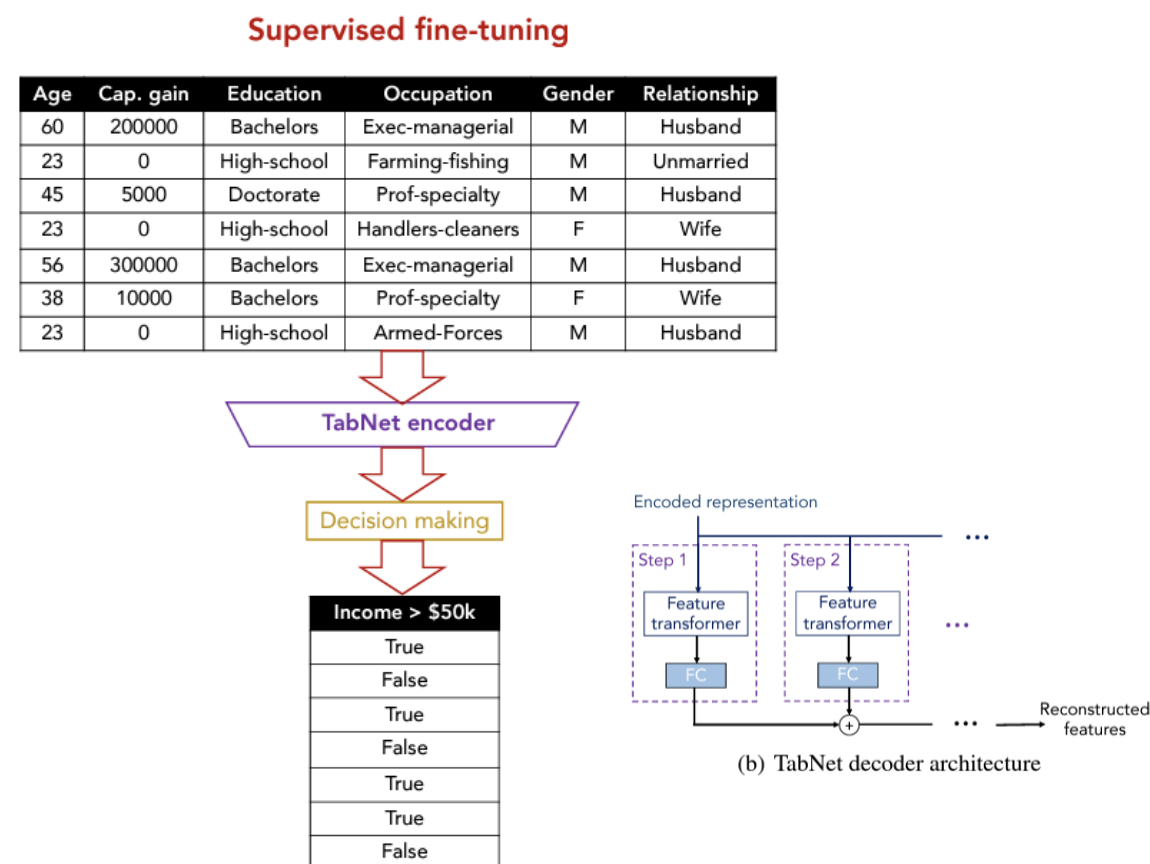 Supervised fine-tuning
Age Cap. gain Education Occupation Gender Relationship
60 200000 Bachelors Exec-managerial M Husband
23 0 High-school Farming-fishing M Unmarried
45 5000 Doctorate Prof-specialty M Husband
23 0 High-school Handlers-cleaners F Wife
56 300000 Bachelors Exec-managerial M Husband
38 10000 Bachelors Prof-specialty F Wife
23 0 High-school Armed-Forces M Husband
TabNet encoder
Decision making
Income > $50k
True
False
True
False
True
True
False
Encoded representation
...
Step 1
Step 2
Feature
transformer
Feature
transformer
...
FC
FC
+
...
Reconstructed
features
(b) TabNet decoder architecture